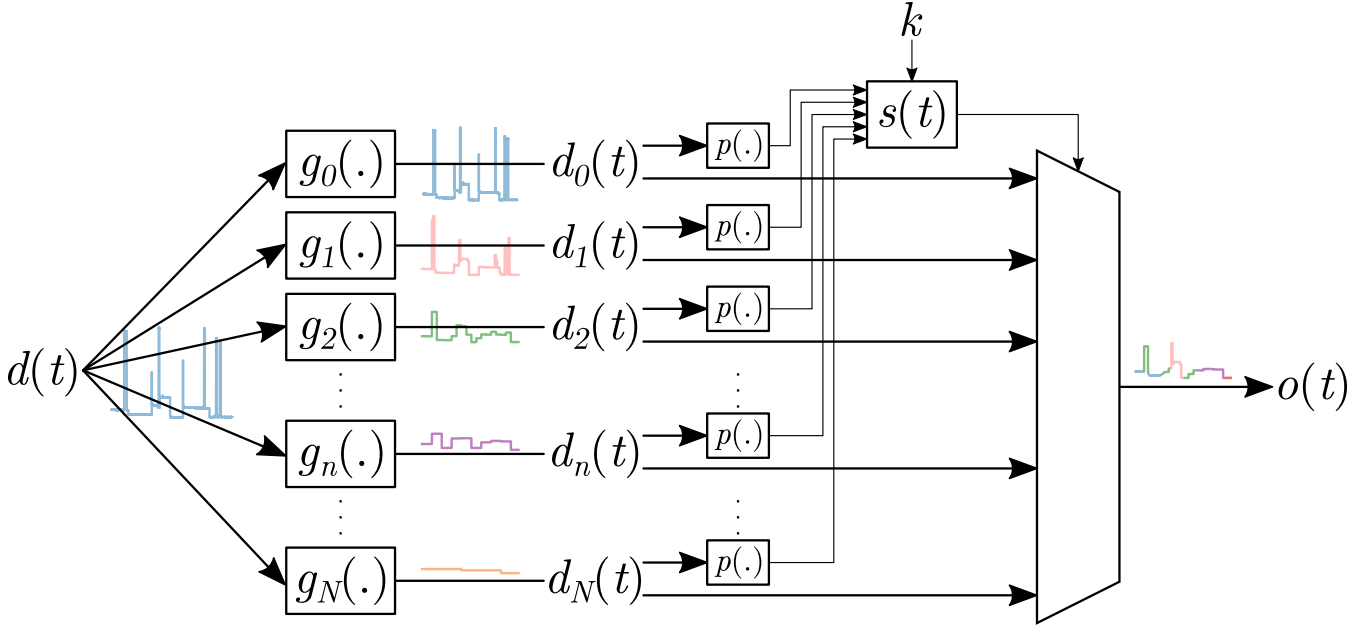 k
s(t)
g0(.) d0(t) p(.)
g1(.) d1(t) p(.)
g2(.) d2(t) p(.)
d(t)
o(t)
gn(.) dn(t) p(.)
gN(.) dN(t) p(.)